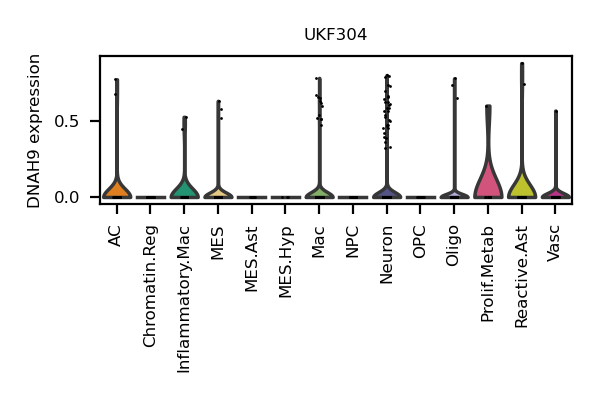 UKF304
DNAH9 expression
0.5
0.0
AC
Chromatin.Reg
Inflammatory.Mac
MES
MES.Ast
MES.Hyp
Mac
NPC
Neuron
OPC
Oligo
Prolif.Metab
Reactive.Ast
Vasc